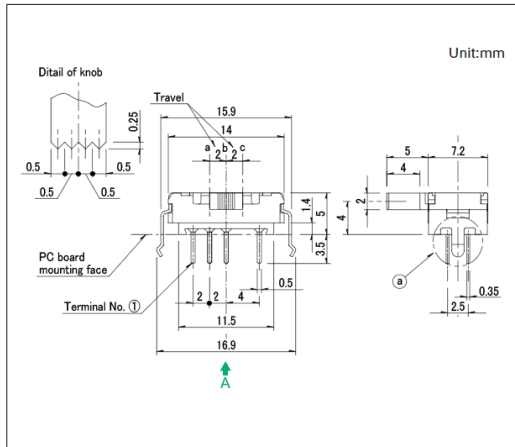 Unit:mm
Ditail of knob
0.25
0.5
0.5
0.5
0.5
Travel
15.9
14
a b c
2 2
1.4
5
3.5
PC board
mounting face
Terminal No. ①
2 2 4
0.5
11.5
16.9
A
5
7.2
4
2
4
ⓐ
0.35
2.5